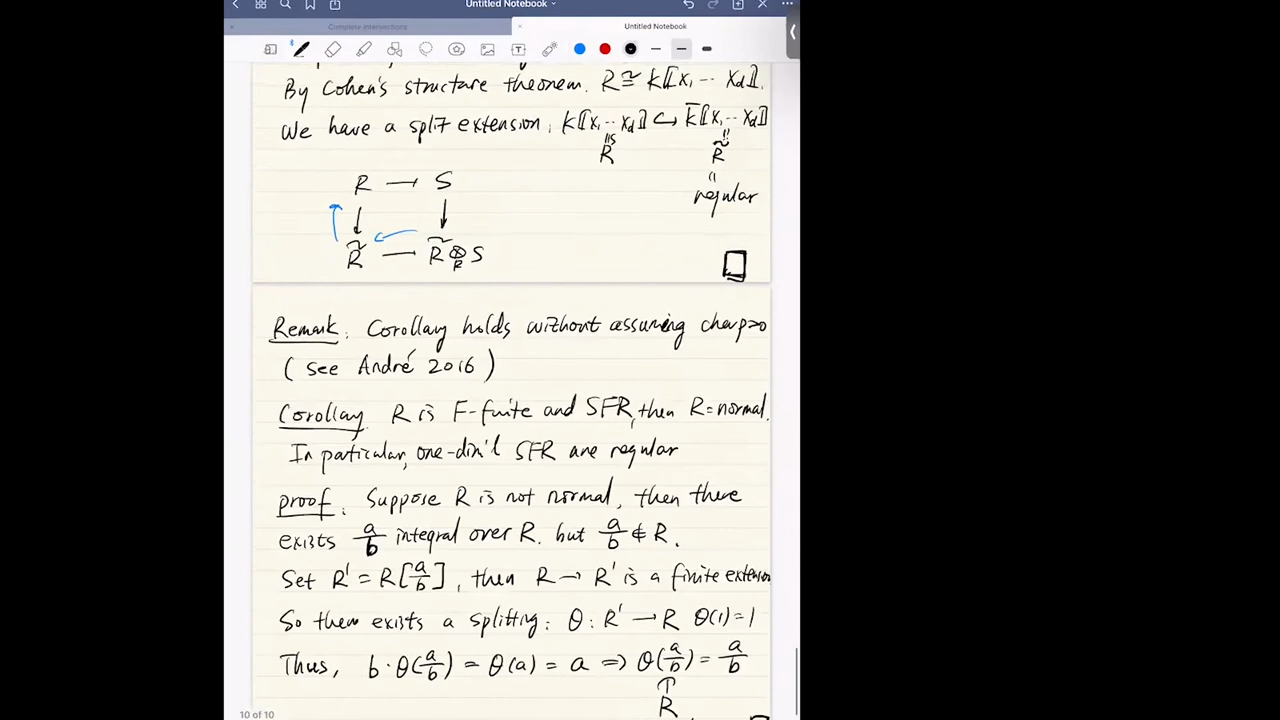 Untitled Notebook
Complete intersections
Untitled Notebook
By Cohen's structure theorem. R ≅ k⟦x₁ ⋯ x_d⟧.
We have a split extension, k⟦x₁ ⋯ x_d⟧ ↪ k̄⟦x₁ ⋯ x_d⟧
R R̃
regular
R → S
R̃ → R̃ ⊗_R S
Remark: Corollary holds without assuming char p>0
(see André 2016)
Corollary R is F-finite and SFR, then R=normal.
In particular, one-dim'l SFR are regular
proof: Suppose R is not normal, then there
exists a/b integral over R. but a/b ∉ R.
Set R' = R[a/b], then R → R' is a finite extension
So there exists a splitting: θ: R' → R θ(1)=1
Thus, b·θ(a/b) = θ(a) = a ⇒ θ(a/b) = a/b
↑
R
10 of 10